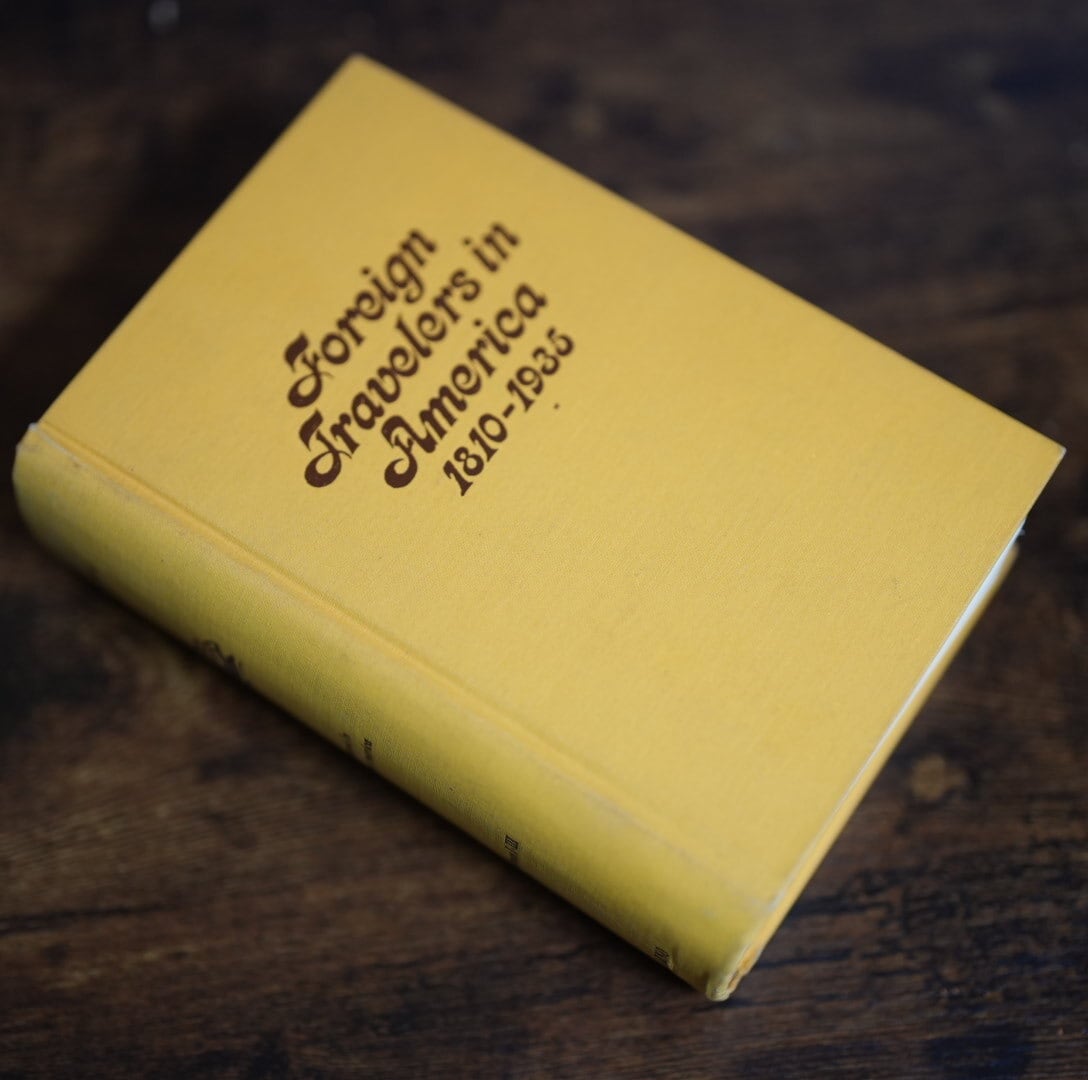 Foreign
Travelers in
America
1810-1935